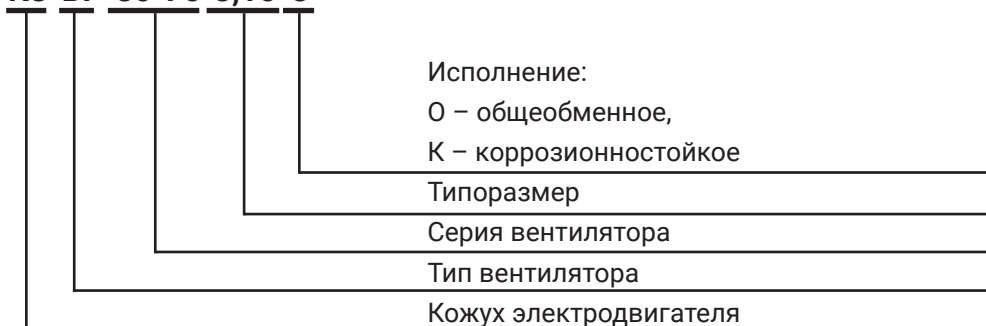 Исполнение:
О – общеобменное,
К – коррозионностойкое
Типоразмер
Серия вентилятора
Тип вентилятора
Кожух электродвигателя